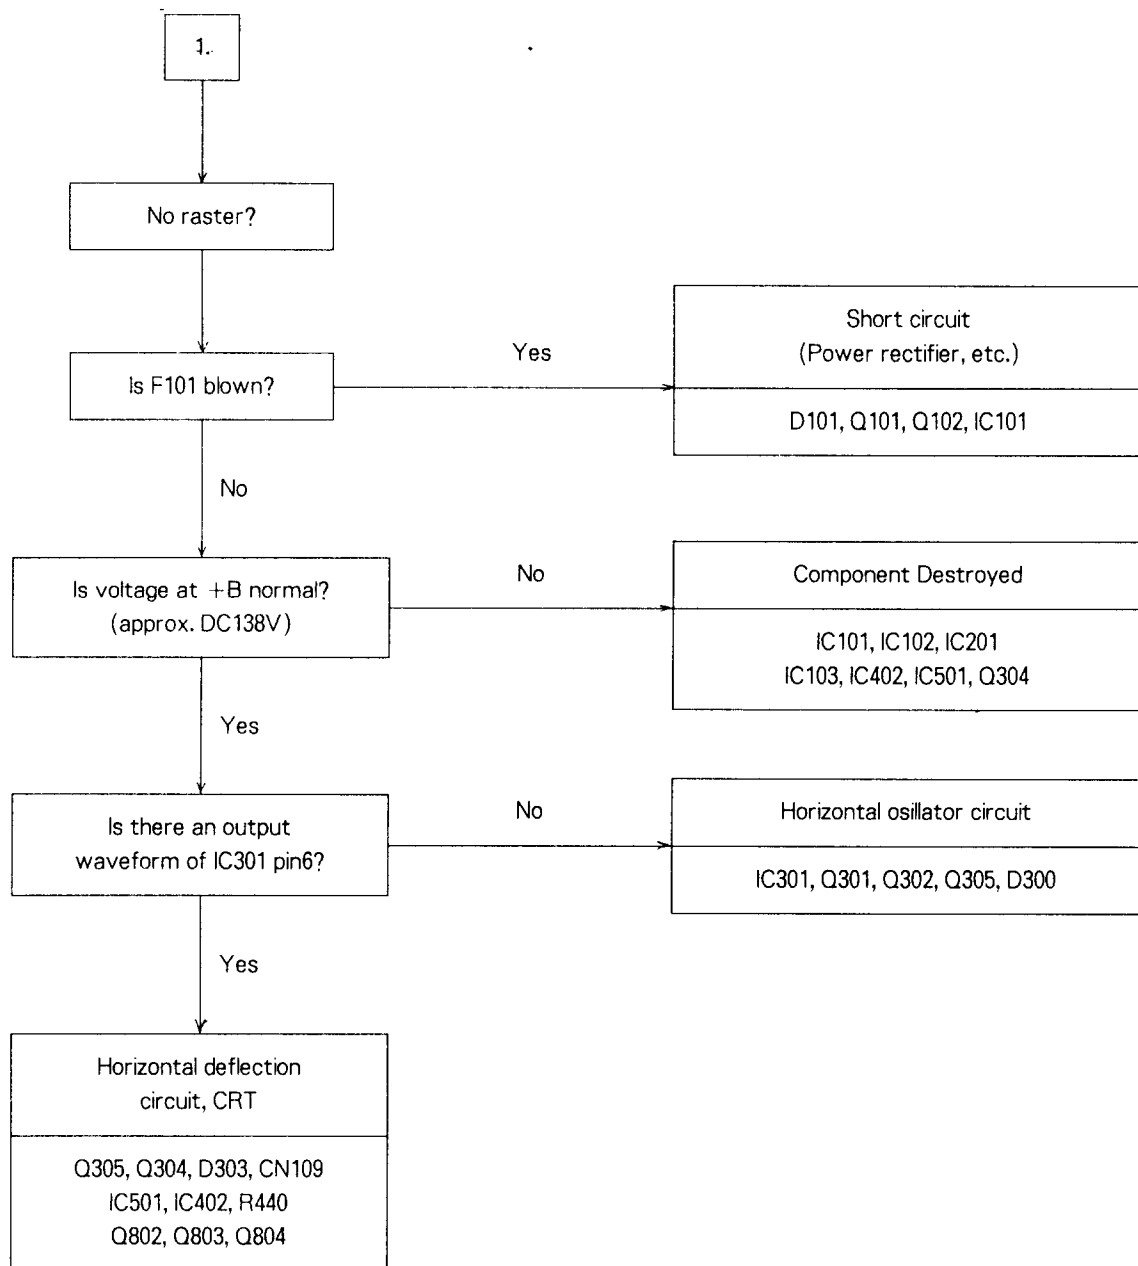 1.
No raster?
Is F101 blown?
Yes
Short circuit
(Power rectifier, etc.)
D101, Q101, Q102, IC101
No
Is voltage at +B normal?
(approx. DC138V)
No
Component Destroyed
IC101, IC102, IC201
IC103, IC402, IC501, Q304
Yes
Is there an output
waveform of IC301 pin6?
No
Horizontal osillator circuit
IC301, Q301, Q302, Q305, D300
Yes
Horizontal deflection
circuit, CRT
Q305, Q304, D303, CN109
IC501, IC402, R440
Q802, Q803, Q804